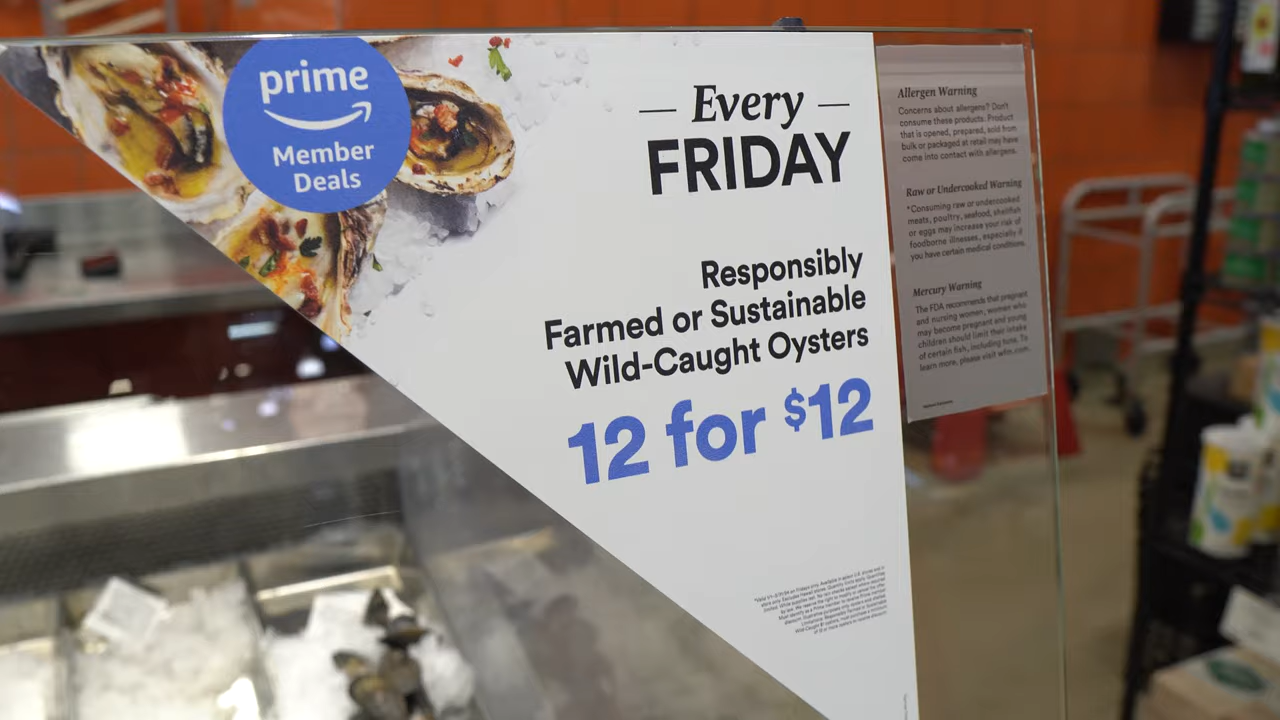 prime
Member
Deals
Every
FRIDAY
Responsibly
Farmed or Sustainable
Wild-Caught Oysters
12 for $12
Allergen Warning
Concerns about allergens? Don't
consume these products. Product
that is opened, prepared, sold from
bulk or packaged at retail may have
come into contact with allergens.
Raw or Undercooked Warning
*Consuming raw or undercooked
meats, poultry, seafood, shellfish
or eggs may increase your risk of
foodborne illnesses, especially if
you have certain medical conditions.
Mercury Warning
The FDA recommends that pregnant
and nursing women, women who
may become pregnant and young
children should limit their intake
of certain fish, including tuna. To
learn more, please visit wfm.com.